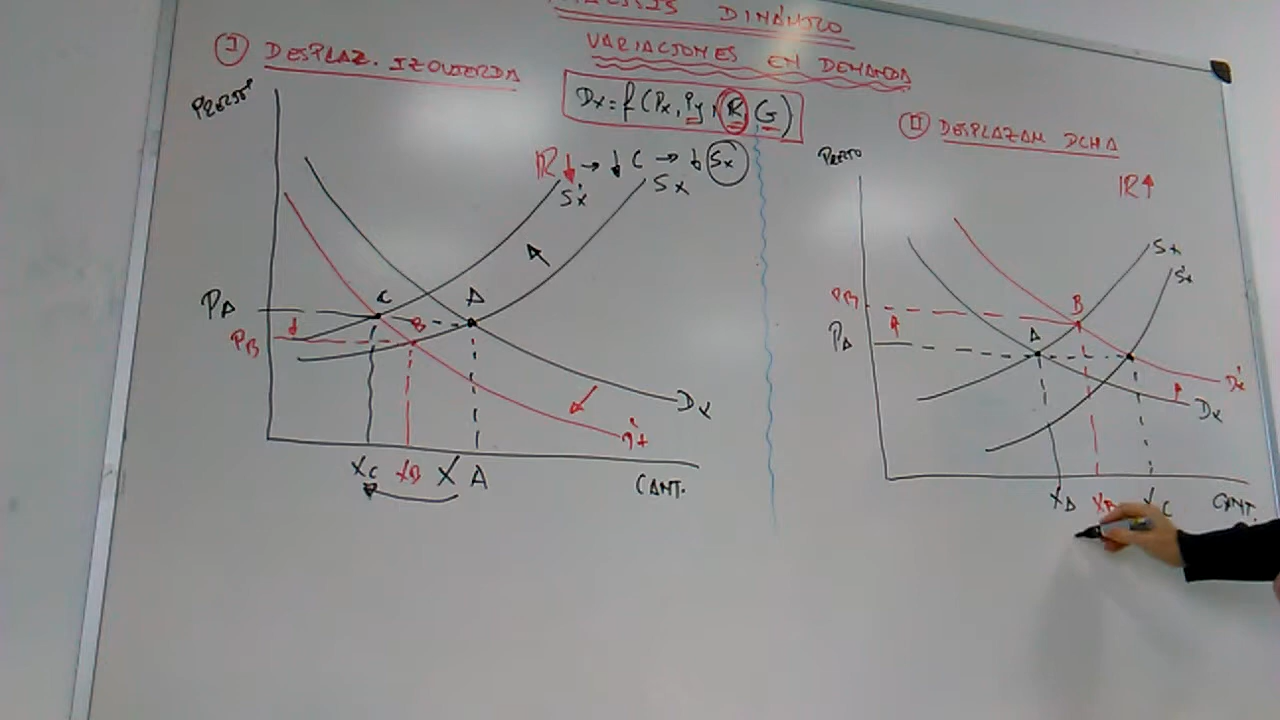 DINÁMICO
VARIACIONES EN DEMANDA
Dx = f (Px, Py, R, G)
I DESPLAZ. IZQUIERDA
PRECIO
R ↓ → ↓ C → ↓ Sx
S'x
Sx
C
A
B
PA
PB
Dx
D'x
XC XB XA
CANT.
II DESPLAZAM DCHA
PRECIO
R ↑
Sx
S'x
PB
B
PA
A
D'x
Dx
XA XB XC
CANT.